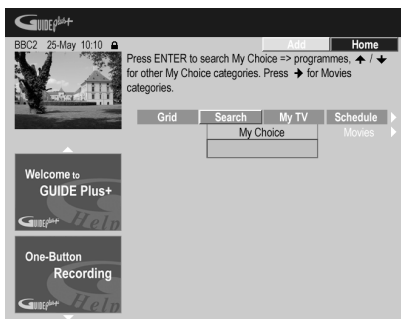 GUIDE Plus+
BBC2 25-May 10:10
Add Home
Press ENTER to search My Choice => programmes, ↑ / ↓
for other My Choice categories. Press → for Movies
categories.
Grid Search My TV Schedule
My Choice Movies
Welcome to
GUIDE Plus+
GUIDE Plus+ Help
One-Button
Recording
GUIDE Plus+ Help